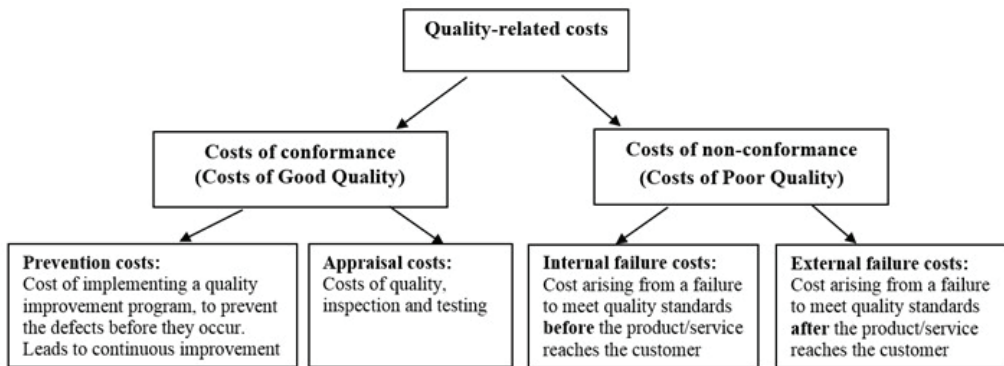 Quality-related costs
Costs of conformance
(Costs of Good Quality)
Costs of non-conformance
(Costs of Poor Quality)
Prevention costs:
Cost of implementing a quality
improvement program, to prevent
the defects before they occur.
Leads to continuous improvement
Appraisal costs:
Costs of quality,
inspection and testing
Internal failure costs:
Cost arising from a failure
to meet quality standards
before the product/service
reaches the customer
External failure costs:
Cost arising from a failure
to meet quality standards
after the product/service
reaches the customer